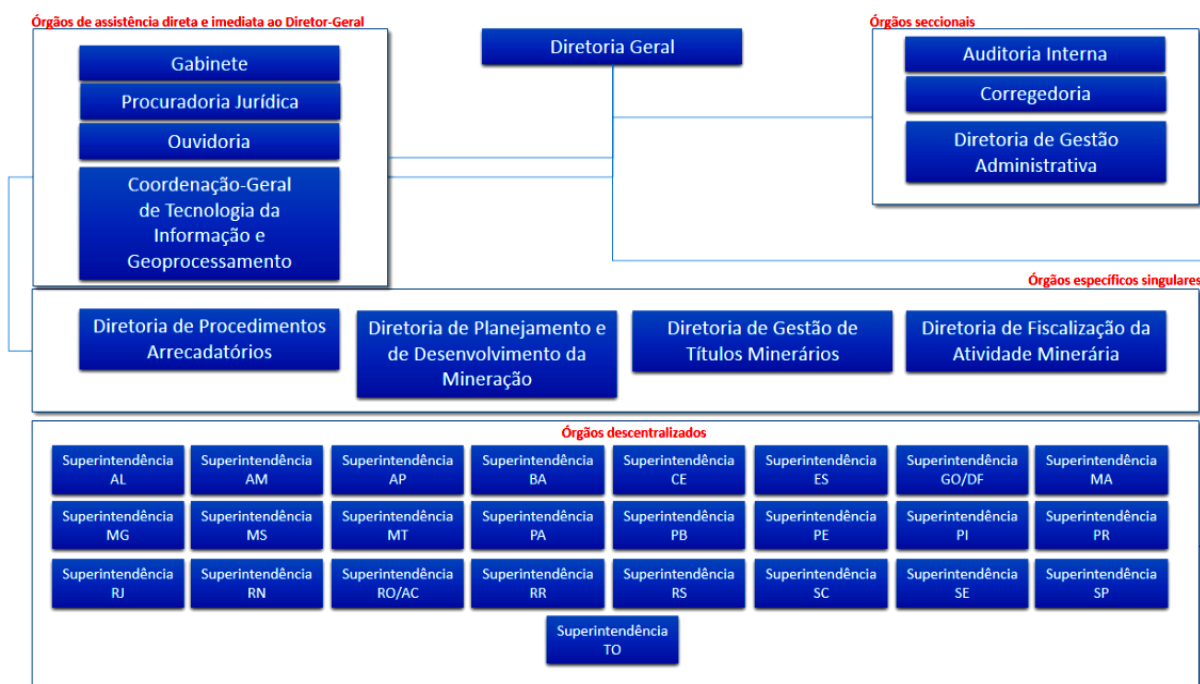 Órgãos de assistência direta e imediata ao Diretor-Geral
Gabinete
Procuradoria Jurídica
Ouvidoria
Coordenação-Geral
de Tecnologia da
Informação e
Geoprocessamento
Diretoria Geral
Órgãos seccionais
Auditoria Interna
Corregedoria
Diretoria de Gestão
Administrativa
Órgãos específicos singulares
Diretoria de Procedimentos
Arrecadatórios
Diretoria de Planejamento e
de Desenvolvimento da
Mineração
Diretoria de Gestão de
Títulos Minerários
Diretoria de Fiscalização da
Atividade Minerária
Órgãos descentralizados
Superintendência
AL
Superintendência
AM
Superintendência
AP
Superintendência
BA
Superintendência
CE
Superintendência
ES
Superintendência
GO/DF
Superintendência
MA
Superintendência
MG
Superintendência
MS
Superintendência
MT
Superintendência
PA
Superintendência
PB
Superintendência
PE
Superintendência
PI
Superintendência
PR
Superintendência
RJ
Superintendência
RN
Superintendência
RO/AC
Superintendência
RR
Superintendência
RS
Superintendência
SC
Superintendência
SE
Superintendência
SP
Superintendência
TO